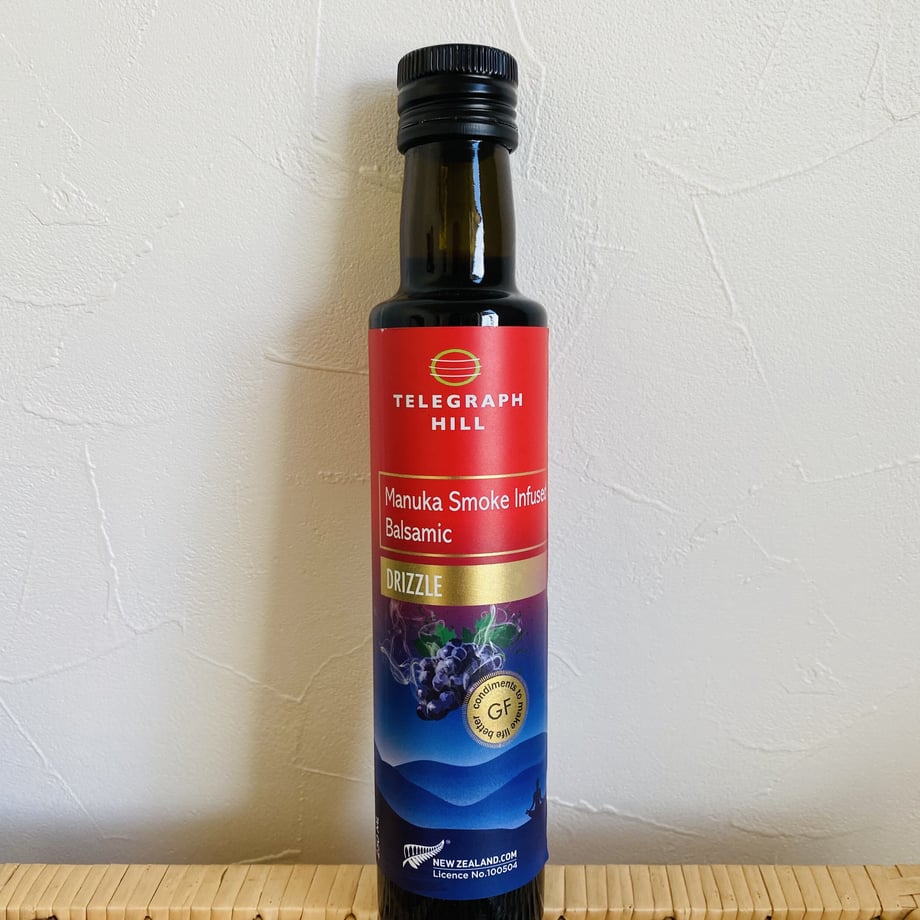 TELEGRAPH
HILL
Manuka Smoke Infused
Balsamic
DRIZZLE
condiments to make life better
GF
NEW ZEALAND.COM
Licence No.100504